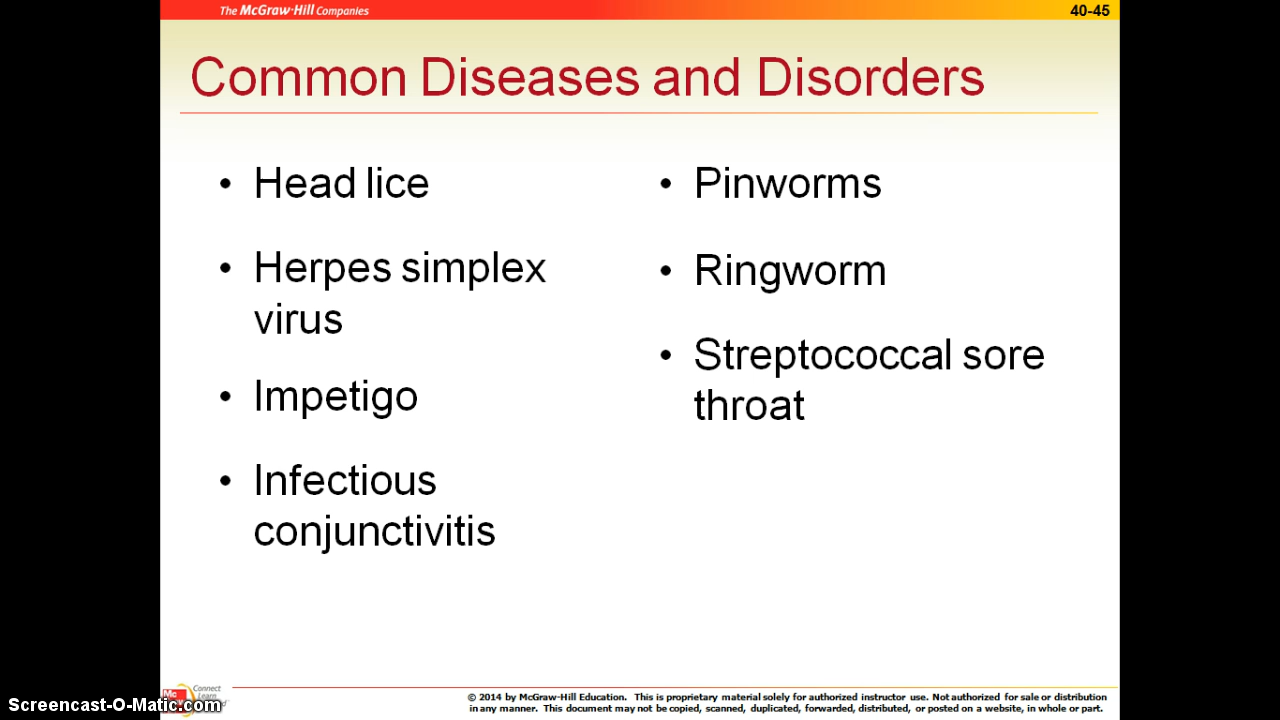 The McGraw-Hill Companies
40-45
Common Diseases and Disorders
• Head lice
• Herpes simplex
virus
• Impetigo
• Infectious
conjunctivitis
• Pinworms
• Ringworm
• Streptococcal sore
throat
Connect
Learn
Screencast-O-Matic.com
© 2014 by McGraw-Hill Education. This is proprietary material solely for authorized instructor use. Not authorized for sale or distribution
in any manner. This document may not be copied, scanned, duplicated, forwarded, distributed, or posted on a website, in whole or part.